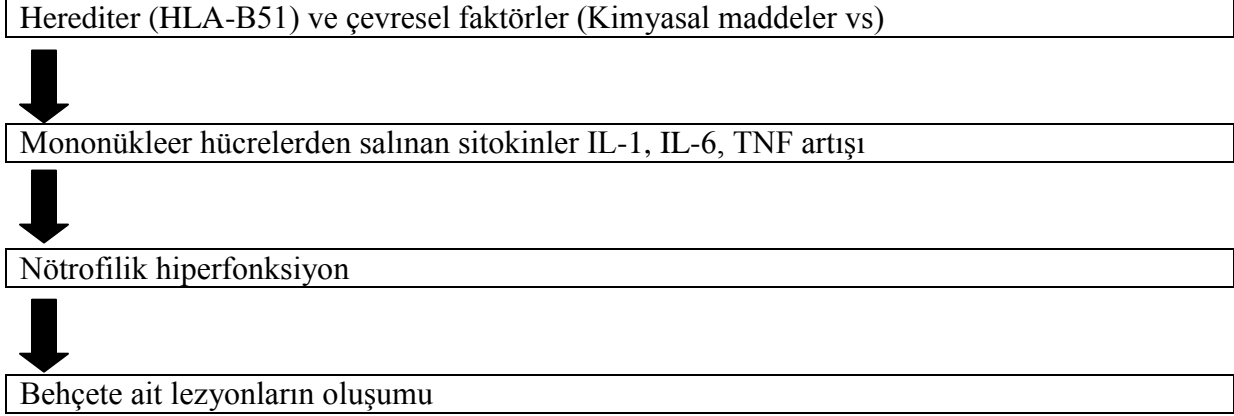 Herediter (HLA-B51) ve çevresel faktörler (Kimyasal maddeler vs)
Mononükleer hücrelerden salınan sitokinler IL-1, IL-6, TNF artışı
Nötrofilik hiperfonksiyon
Behçete ait lezyonların oluşumu